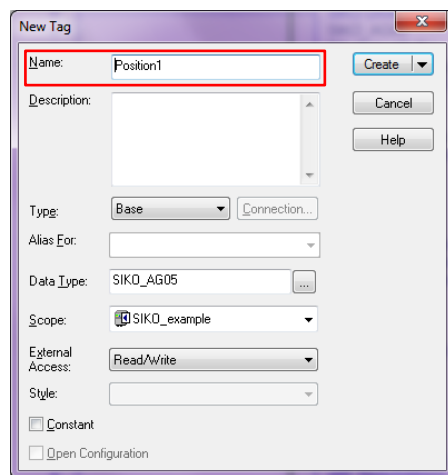 New Tag
Name: Position1 Create
Description: Cancel
Help
Type: Base Connection...
Alias For:
Data Type: SIKO_AG05 ...
Scope: SIKO_example
External Access: Read/Write
Style:
Constant
Open Configuration